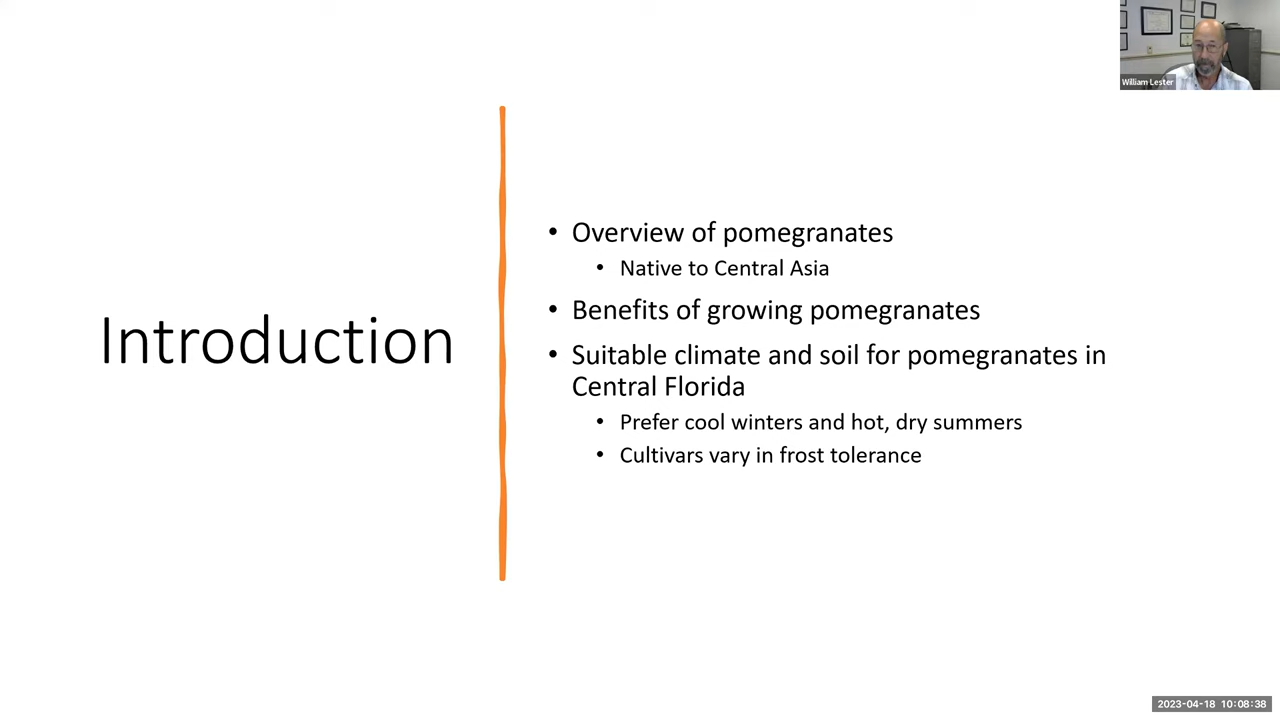 William Lester
Introduction
• Overview of pomegranates
• Native to Central Asia
• Benefits of growing pomegranates
• Suitable climate and soil for pomegranates in
Central Florida
• Prefer cool winters and hot, dry summers
• Cultivars vary in frost tolerance
2023-04-18 10:08:38